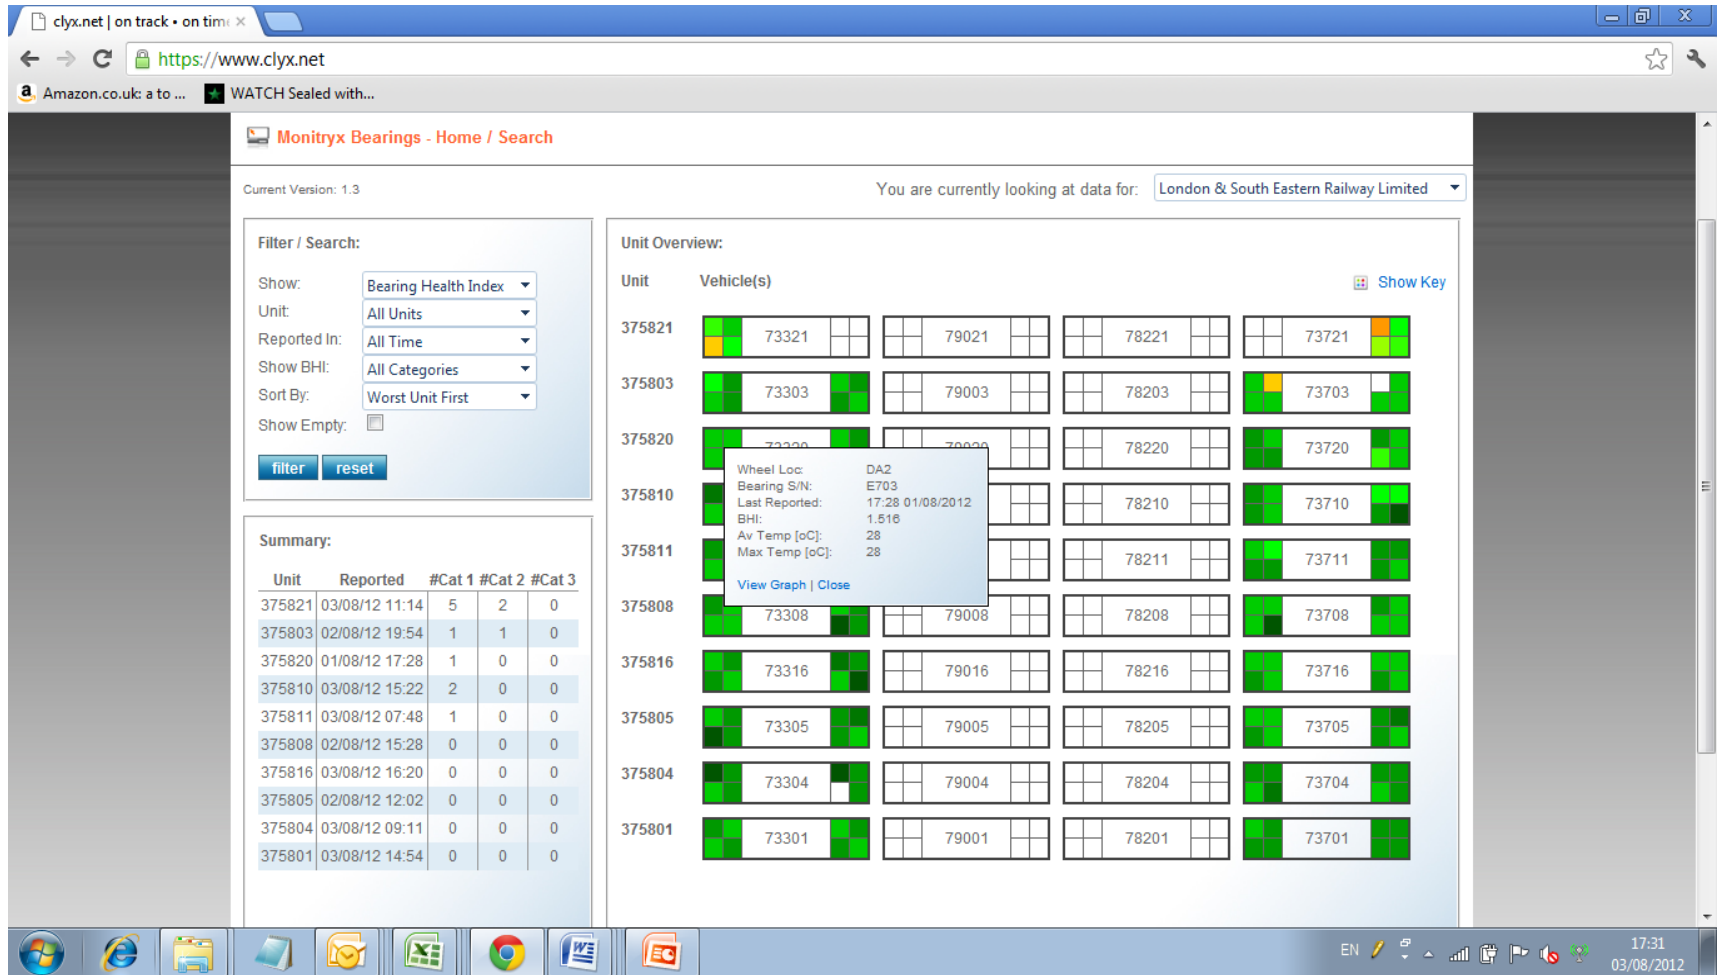 clyx.net | on track • on time
https://www.clyx.net
Amazon.co.uk: a to ... WATCH Sealed with...
Monitryx Bearings - Home / Search
Current Version: 1.3 You are currently looking at data for: London & South Eastern Railway Limited
Filter / Search:
Show: Bearing Health Index
Unit: All Units
Reported In: All Time
Show BHI: All Categories
Sort By: Worst Unit First
Show Empty:
filter reset
Summary:
Unit Reported #Cat 1 #Cat 2 #Cat 3
375821 03/08/12 11:14 5 2 0
375803 02/08/12 19:54 1 1 0
375820 01/08/12 17:28 1 0 0
375810 03/08/12 15:22 2 0 0
375811 03/08/12 07:48 1 0 0
375808 02/08/12 15:28 0 0 0
375816 03/08/12 16:20 0 0 0
375805 02/08/12 12:02 0 0 0
375804 03/08/12 09:11 0 0 0
375801 03/08/12 14:54 0 0 0
Unit Overview:
Unit Vehicle(s) Show Key
375821 73321 79021 78221 73721
375803 73303 79003 78203 73703
375820 73320 79020 78220 73720
375810 78210 73710
375811 78211 73711
375808 73308 79008 78208 73708
375816 73316 79016 78216 73716
375805 73305 79005 78205 73705
375804 73304 79004 78204 73704
375801 73301 79001 78201 73701
Wheel Loc: DA2
Bearing S/N: E703
Last Reported: 17:28 01/08/2012
BHI: 1.516
Av Temp [oC]: 28
Max Temp [oC]: 28
View Graph | Close
EN 17:31
03/08/2012